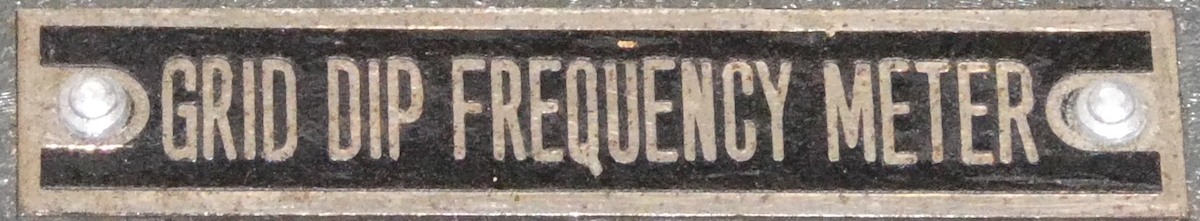 GRID DIP FREQUENCY METER